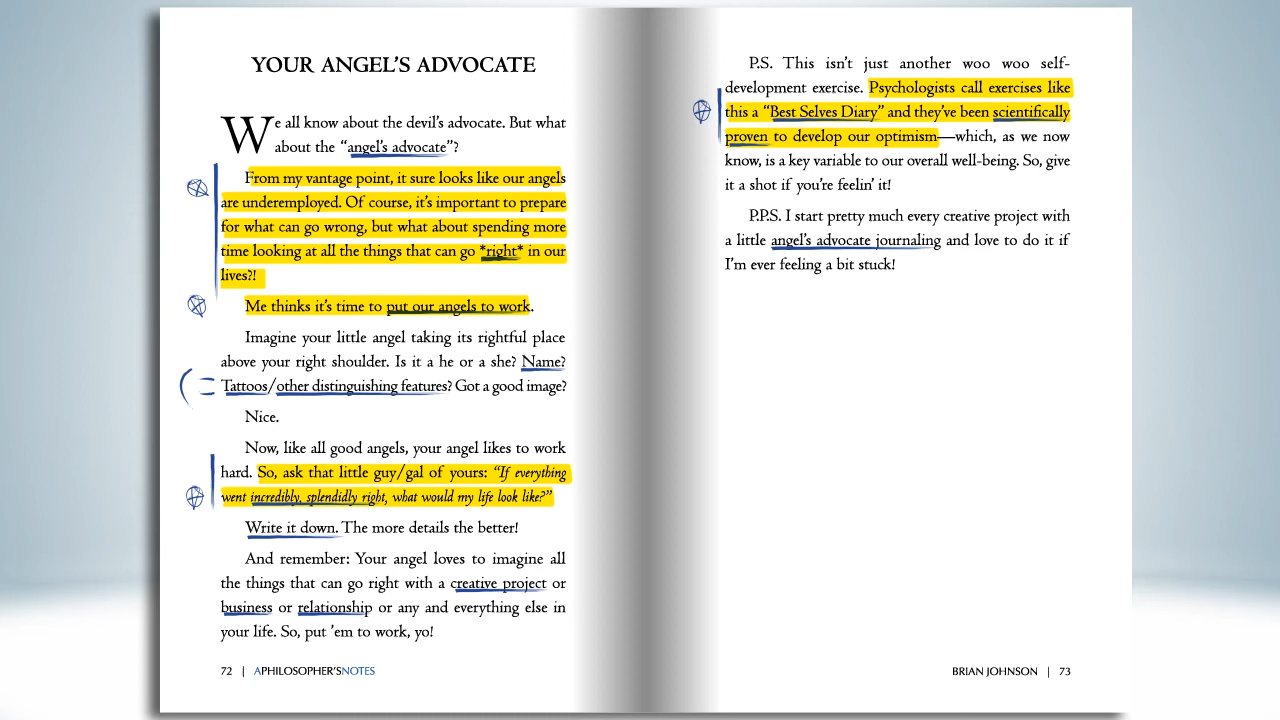 YOUR ANGEL'S ADVOCATE
We all know about the devil's advocate. But what
about the “angel's advocate”?
From my vantage point, it sure looks like our angels
are underemployed. Of course, it's important to prepare
for what can go wrong, but what about spending more
time looking at all the things that can go *right* in our
lives?!
Me thinks it's time to put our angels to work.
Imagine your little angel taking its rightful place
above your right shoulder. Is it a he or a she? Name?
Tattoos/other distinguishing features? Got a good image?
Nice.
Now, like all good angels, your angel likes to work
hard. So, ask that little guy/gal of yours: “If everything
went incredibly, splendidly right, what would my life look like?”
Write it down. The more details the better!
And remember: Your angel loves to imagine all
the things that can go right with a creative project or
business or relationship or any and everything else in
your life. So, put 'em to work, yo!
72 | APHILOSOPHER'SNOTES
P.S. This isn't just another woo woo self-
development exercise. Psychologists call exercises like
this a “Best Selves Diary” and they've been scientifically
proven to develop our optimism—which, as we now
know, is a key variable to our overall well-being. So, give
it a shot if you're feelin' it!
P.P.S. I start pretty much every creative project with
a little angel's advocate journaling and love to do it if
I'm ever feeling a bit stuck!
BRIAN JOHNSON | 73